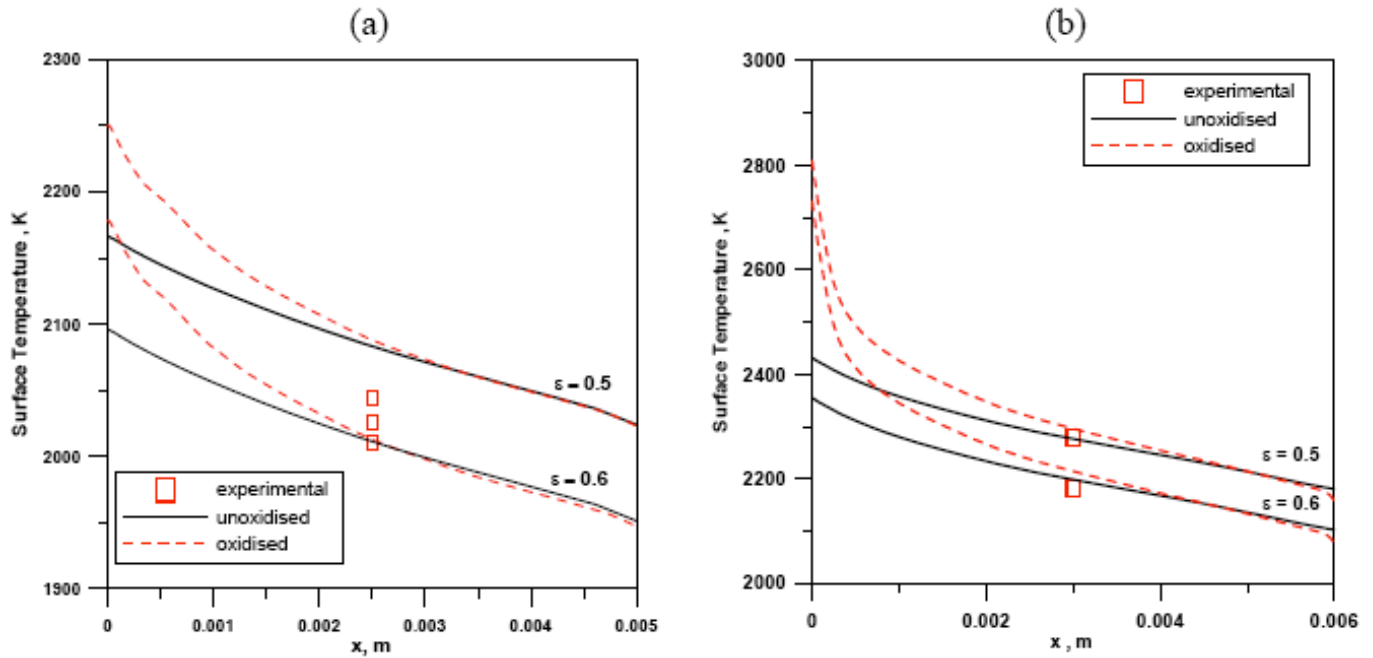 (a)
2300
2200
2100
2000
1900
Surface Temperature , K
ε = 0.5
ε = 0.6
experimental
unoxidised
oxidised
0 0.001 0.002 0.003 0.004 0.005
x, m
(b)
3000
2800
2600
2400
2200
2000
Surface Temperature , K
experimental
unoxidised
oxidised
ε = 0.5
ε = 0.6
0 0.002 0.004 0.006
x , m